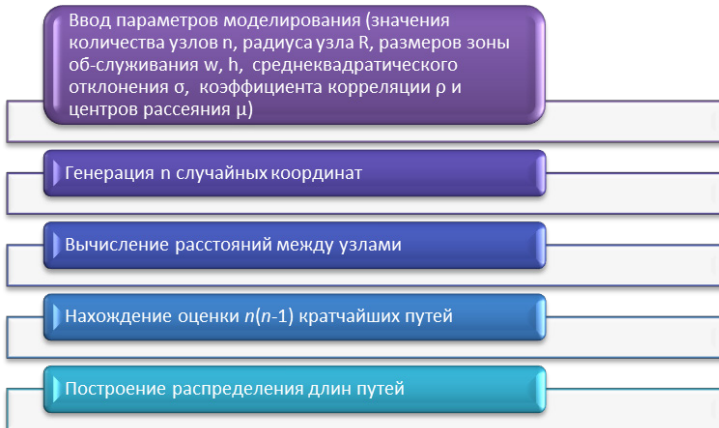 Ввод параметров моделирования (значения
количества узлов n, радиуса узла R, размеров зоны
об-служивания w, h, среднеквадратического
отклонения σ, коэффициента корреляции ρ и
центров рассеяния μ)
Генерация n случайных координат
Вычисление расстояний между узлами
Нахождение оценки n(n-1) кратчайших путей
Построение распределения длин путей